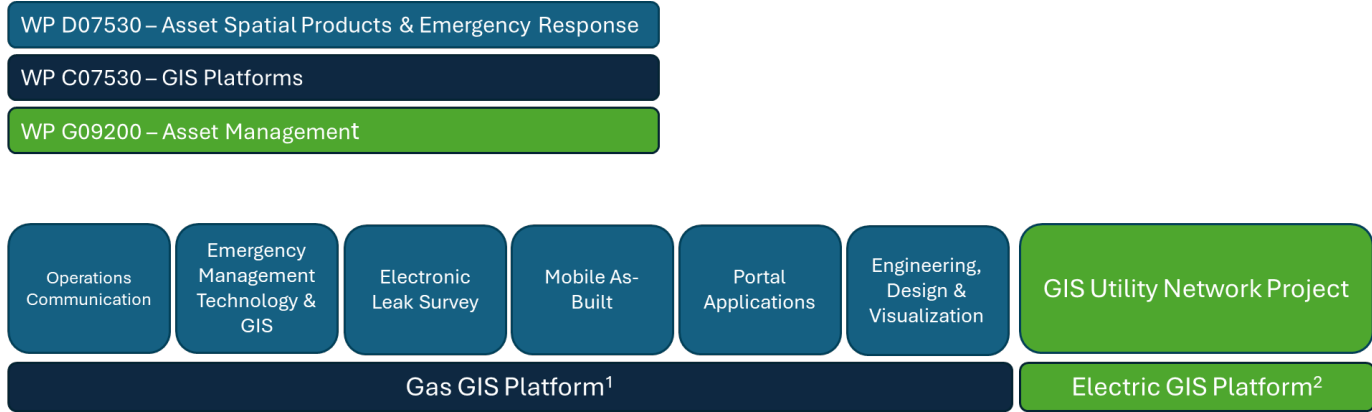 WP D07530 – Asset Spatial Products & Emergency Response
WP C07530 – GIS Platforms
WP G09200 – Asset Management
Operations
Communication
Emergency
Management
Technology &
GIS
Electronic
Leak Survey
Mobile As-
Built
Portal
Applications
Engineering,
Design &
Visualization
GIS Utility Network Project
Gas GIS Platform¹
Electric GIS Platform²